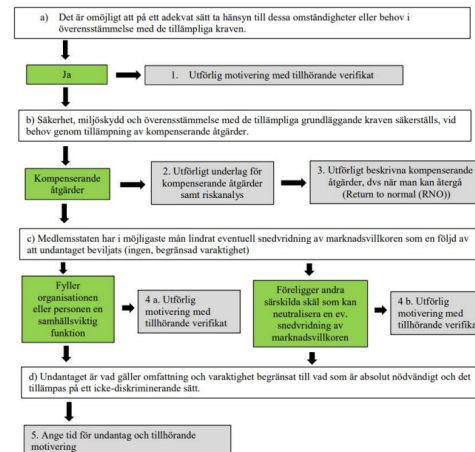 a) Det är omöjligt att på ett adekvat sätt ta hänsyn till dessa omständigheter eller behov i
överensstämmelse med de tillämpliga kraven.
Ja
1. Utförlig motivering med tillhörande verifikat
b) Säkerhet, miljöskydd och överensstämmelse med de tillämpliga grundläggande kraven säkerställs, vid
behov genom tillämpning av kompenserande åtgärder.
Kompenserande
åtgärder
2. Utförligt underlag för
kompenserande åtgärder
samt riskanalys
3. Utförligt beskrivna kompenserande
åtgärder, dvs när man kan återgå
(Return to normal (RNO))
c) Medlemsstaten har i möjligaste mån lindrat eventuell snedvridning av marknadsvillkoren som en följd av
att undantaget beviljats (ingen, begränsad varaktighet)
Fyller
organisationen
eller personen en
samhällsviktig
funktion
4 a. Utförlig
motivering med
tillhörande verifikat
Föreligger andra
särskilda skäl som kan
neutralisera en ev.
snedvridning av
marknadsvillkoren
4 b. Utförlig
motivering med
tillhörande verifika
d) Undantaget är vad gäller omfattning och varaktighet begränsat till vad som är absolut nödvändigt och det
tillämpas på ett icke-diskriminerande sätt.
5. Ange tid för undantag och tillhörande
motivering